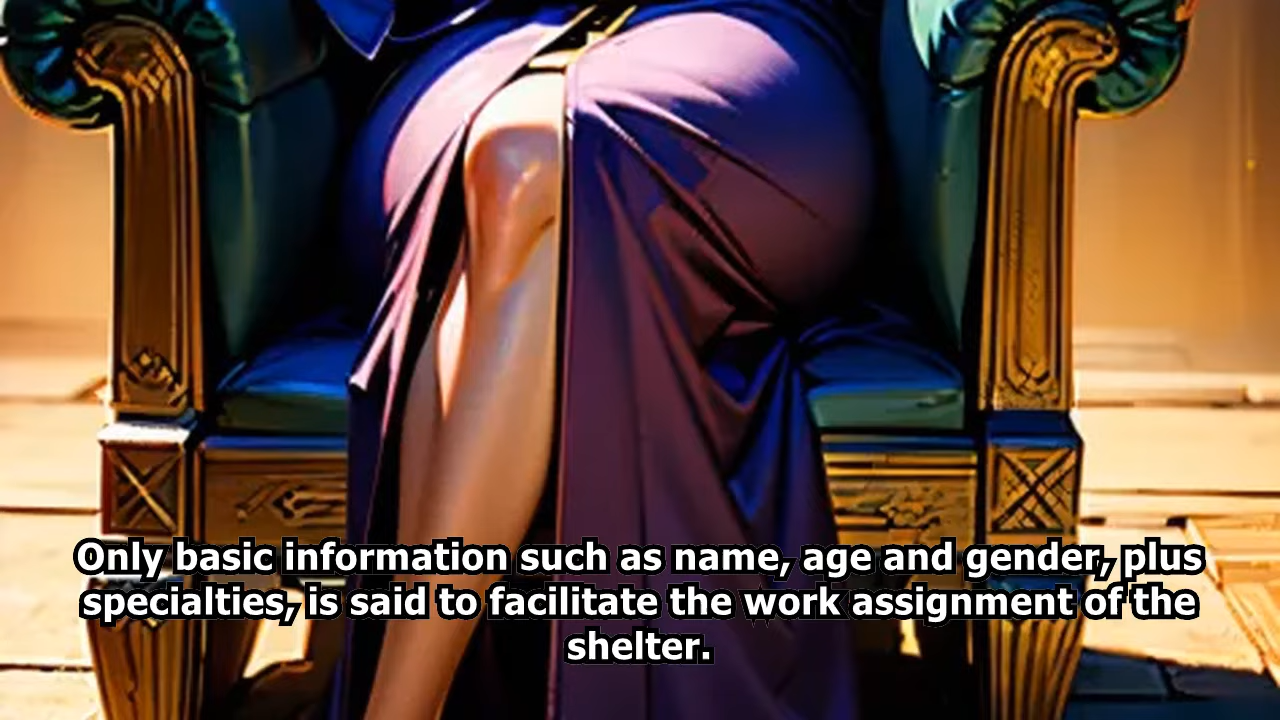 Only basic information such as name, age and gender, plus
specialties, is said to facilitate the work assignment of the
shelter.